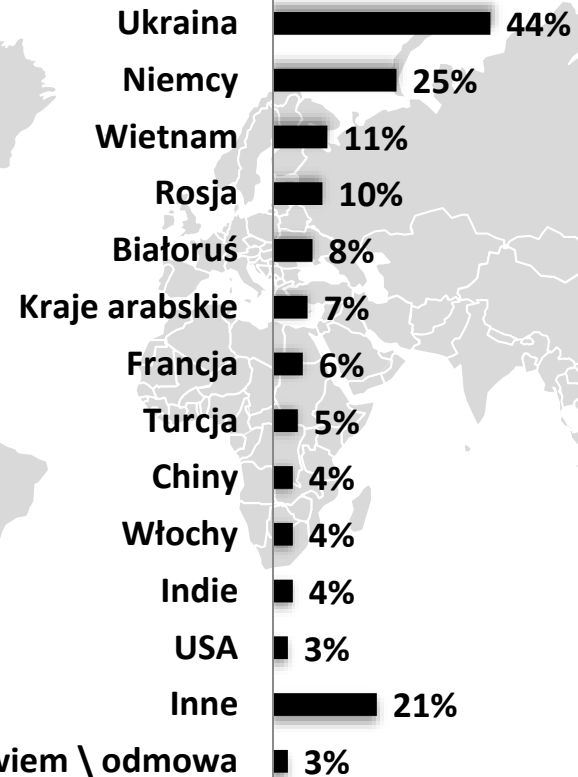 Ukraina 44%
Niemcy 25%
Wietnam 11%
Rosja 10%
Białoruś 8%
Kraje arabskie 7%
Francja 6%
Turcja 5%
Chiny 4%
Włochy 4%
Indie 4%
USA 3%
Inne 21%
\ odmowa 3%